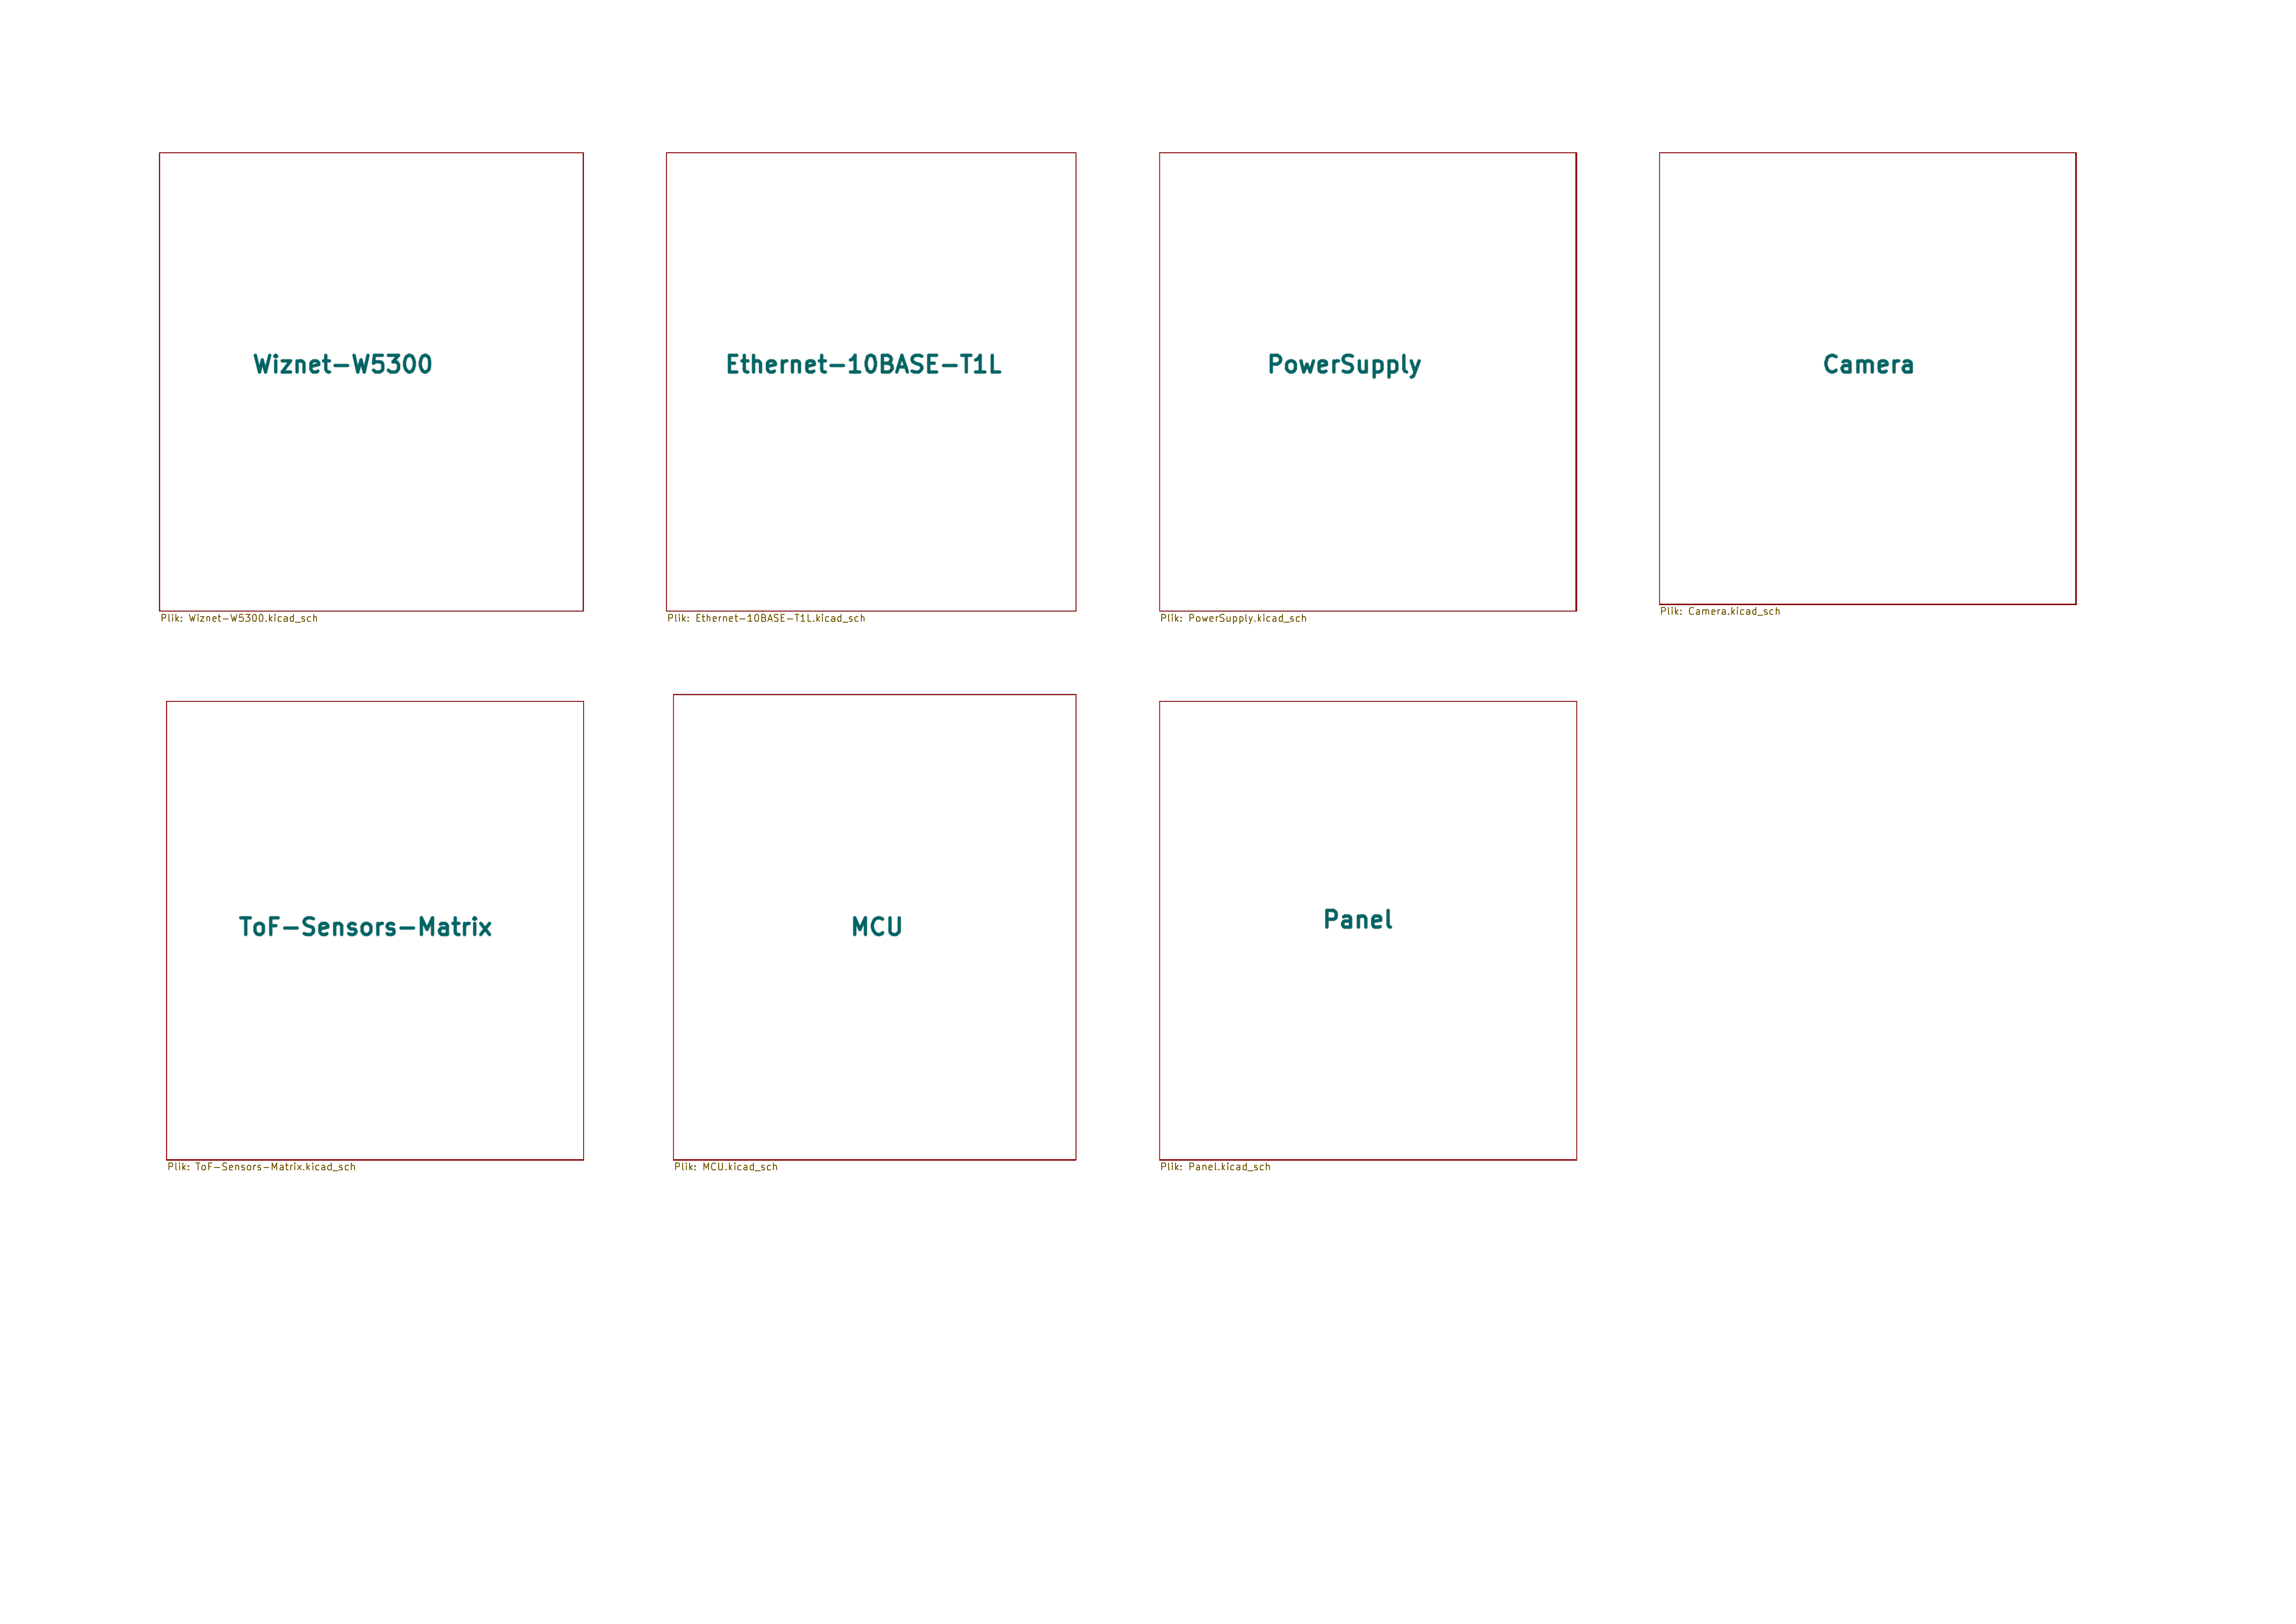 Wiznet-W5300
Plik: Wiznet-W5300.kicad_sch
Ethernet-10BASE-T1L
Plik: Ethernet-10BASE-T1L.kicad_sch
PowerSupply
Plik: PowerSupply.kicad_sch
Camera
Plik: Camera.kicad_sch
ToF-Sensors-Matrix
Plik: ToF-Sensors-Matrix.kicad_sch
MCU
Plik: MCU.kicad_sch
Panel
Plik: Panel.kicad_sch